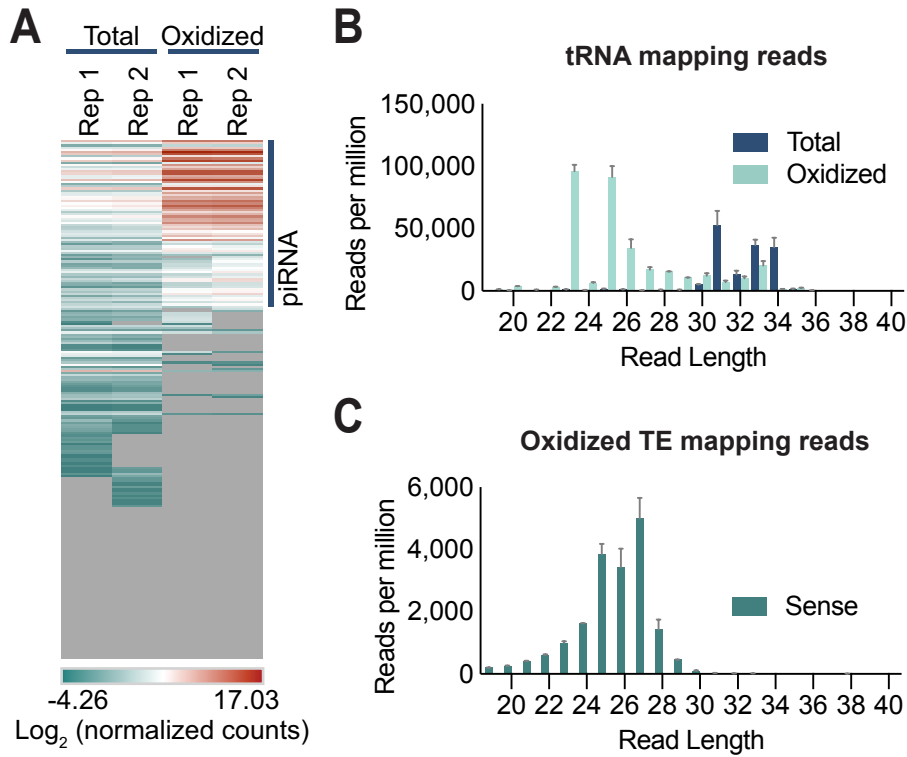 A
Total Oxidized
Rep 1 Rep 2 Rep 1 Rep 2
piRNA
-4.26 17.03
Log2 (normalized counts)
B
tRNA mapping reads
150,000
100,000
50,000
0
Reads per million
Total
Oxidized
20 22 24 26 28 30 32 34 36 38 40
Read Length
C
Oxidized TE mapping reads
6,000
4,000
2,000
0
Reads per million
Sense
20 22 24 26 28 30 32 34 36 38 40
Read Length